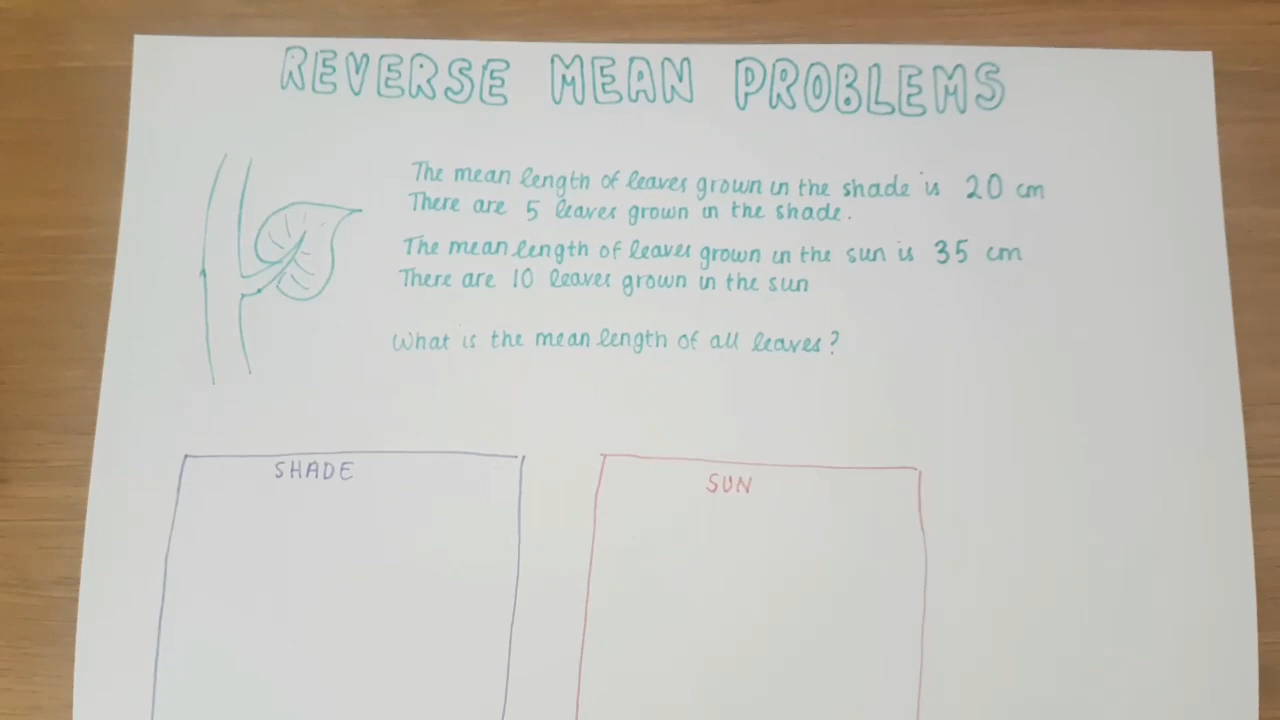 REVERSE MEAN PROBLEMS
The mean length of leaves grown in the shade is 20 cm
There are 5 leaves grown in the shade.
The mean length of leaves grown in the sun is 35 cm
There are 10 leaves grown in the sun
What is the mean length of all leaves?
SHADE
SUN